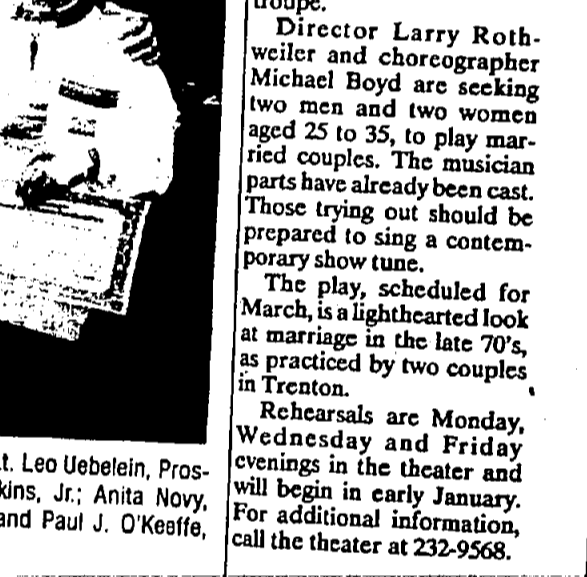 troupe.
Director Larry Roth-
weiler and choreographer
Michael Boyd are seeking
two men and two women
aged 25 to 35, to play mar-
ried couples. The musician
parts have already been cast.
Those trying out should be
prepared to sing a contem-
porary show tune.
The play, scheduled for
March, is a lighthearted look
at marriage in the late 70's,
as practiced by two couples
in Trenton.
Rehearsals are Monday,
Wednesday and Friday
evenings in the theater and
will begin in early January.
For additional information,
call the theater at 232-9568.
t. Leo Uebelein, Pros-
kins, Jr.; Anita Novy,
and Paul J. O'Keeffe,